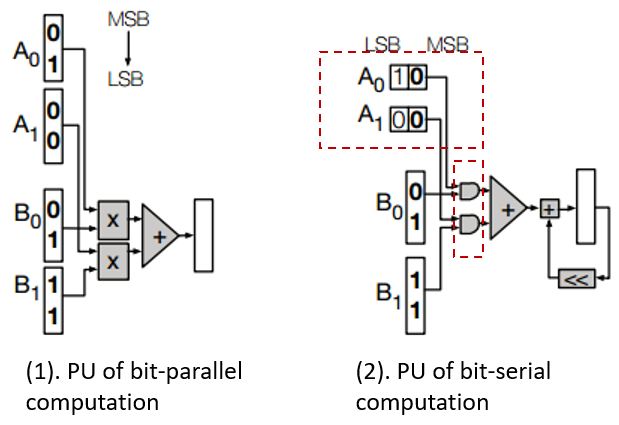 MSB
LSB
A0
0
1
A1
0
0
B0
0
1
B1
1
1
x
x
+
LSB MSB
A0 1 0
A1 0 0
B0
0
1
B1
1
1
+
+
<<
(1). PU of bit-parallel
computation
(2). PU of bit-serial
computation